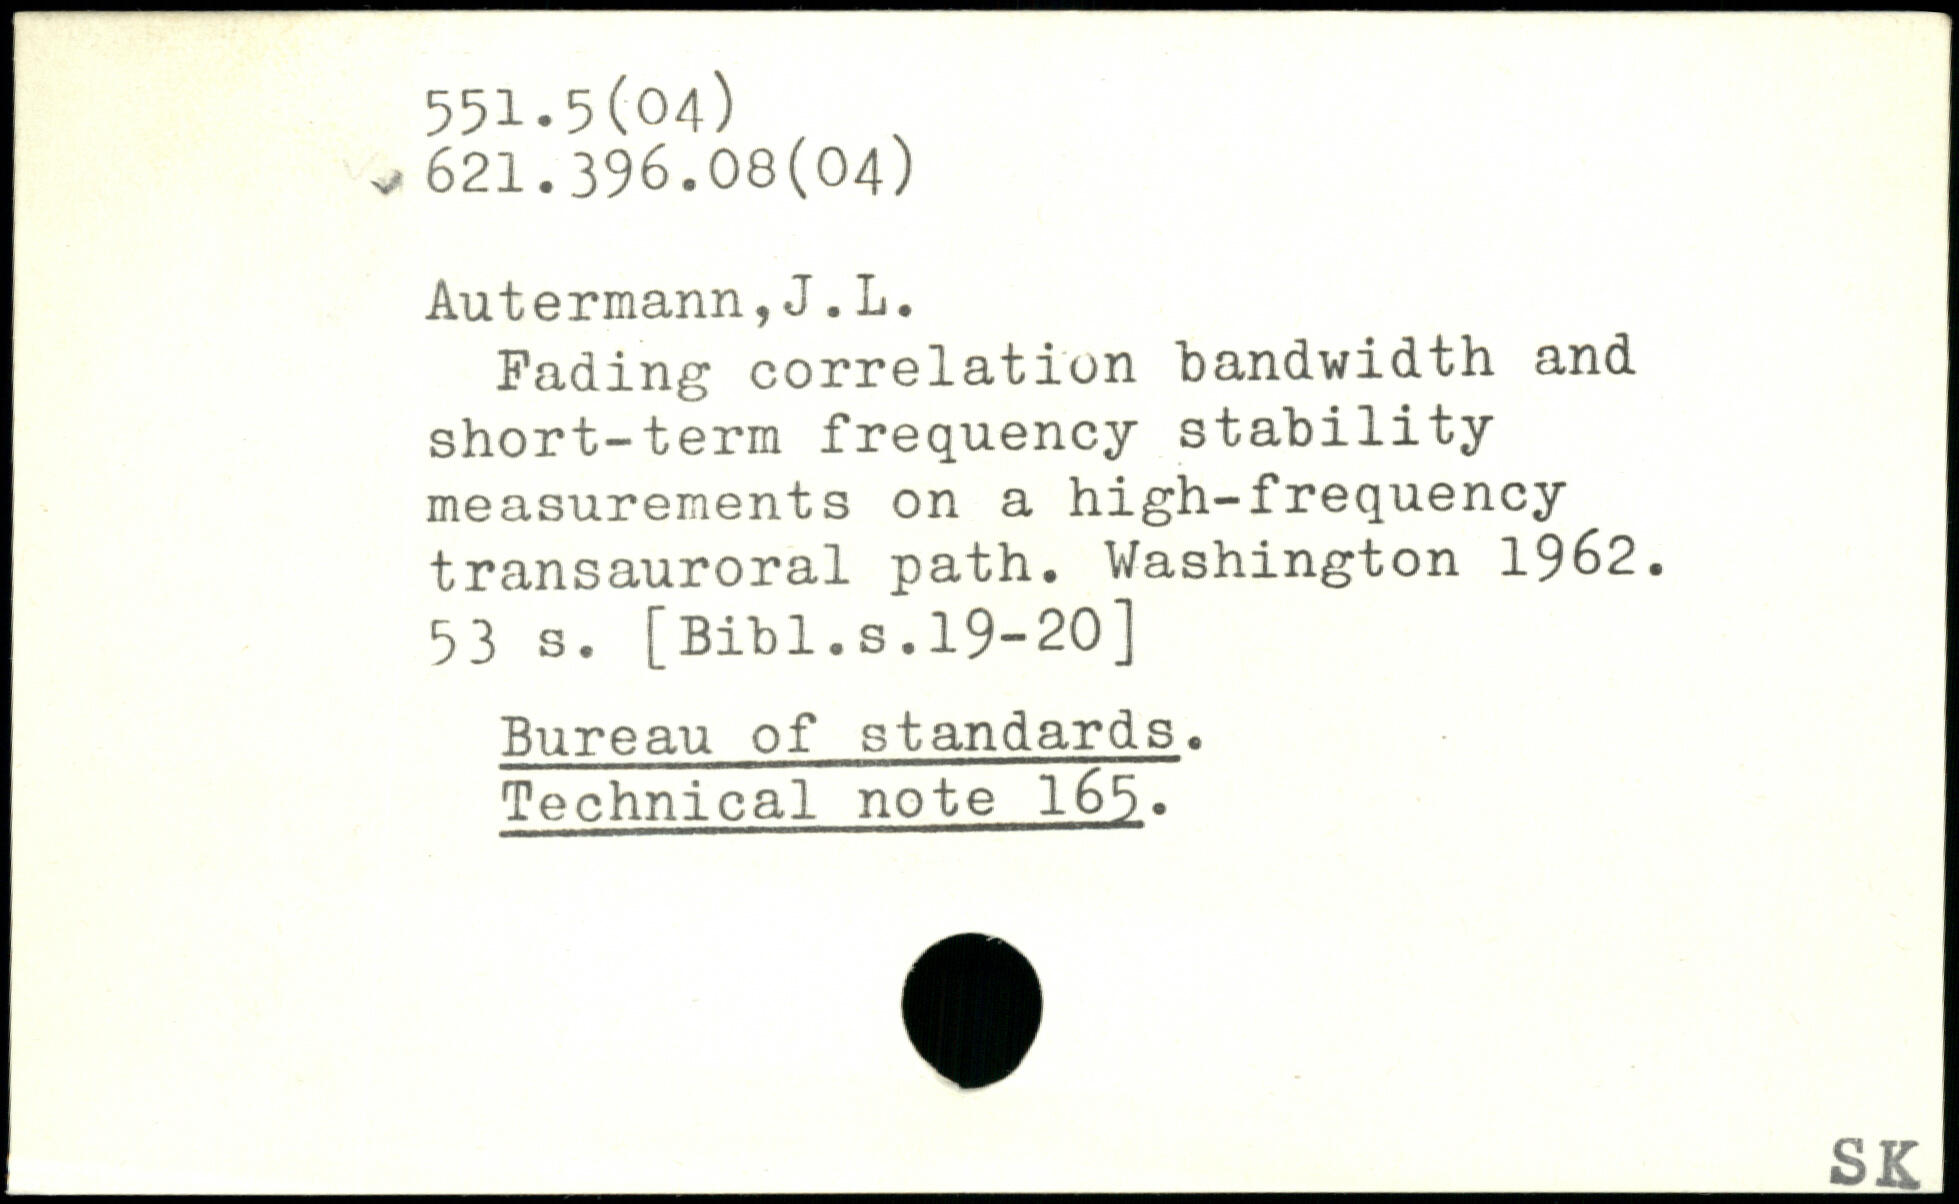 551.5(04)
621.396.08(04)
Autermann,J.L.
Fading correlation bandwidth and
short-term frequency stability
measurements on a high-frequency
transauroral path. Washington 1962.
53 s. [Bibl.s.19-20]
Bureau of standards.
Technical note 165.
SK